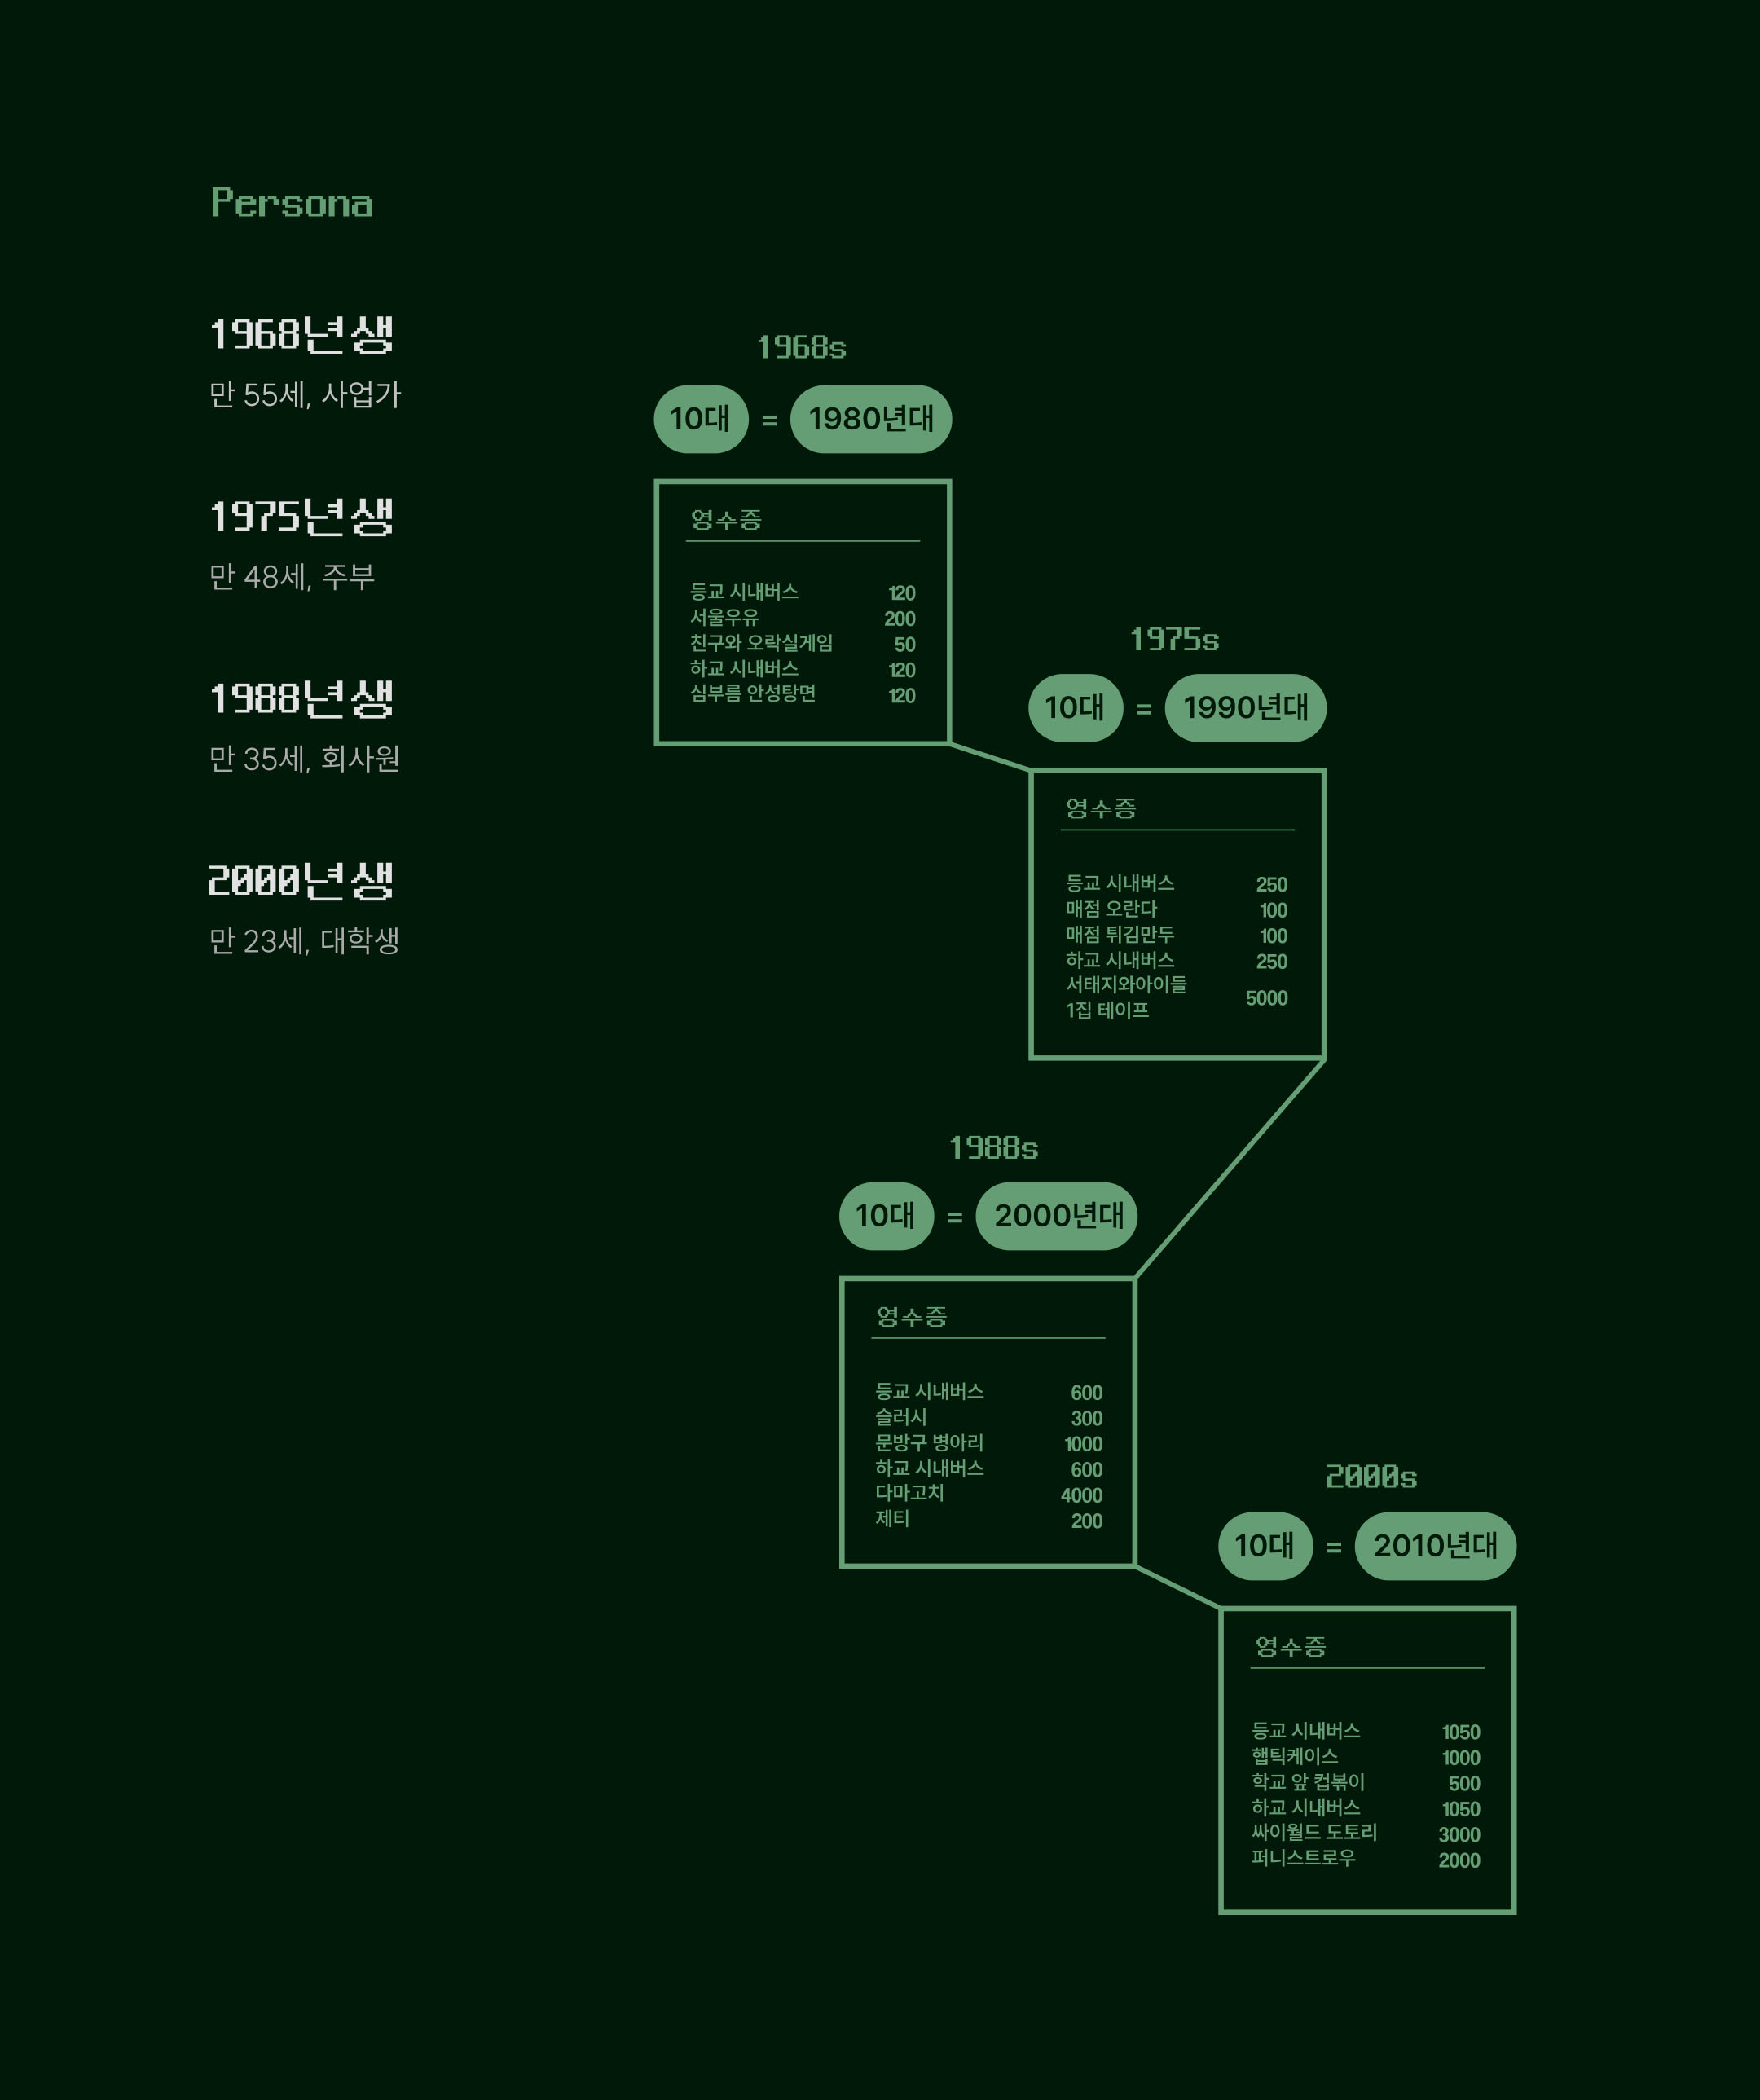 Persona
1968년생
만 55세, 사업가
1975년생
만 48세, 주부
1988년생
만 35세, 회사원
2000년생
만 23세, 대학생
1968s
10대 = 1980년대
영수증
등교 시내버스 120
서울우유 200
친구와 오락실게임 50
하교 시내버스 120
심부름 안성탕면 120
1975s
10대 = 1990년대
영수증
등교 시내버스 250
매점 오란다 100
매점 튀김만두 100
하교 시내버스 250
서태지와아이들
1집 테이프 5000
1988s
10대 = 2000년대
영수증
등교 시내버스 600
슬러시 300
문방구 병아리 1000
하교 시내버스 600
다마고치 4000
제티 200
2000s
10대 = 2010년대
영수증
등교 시내버스 1050
햅틱케이스 1000
학교 앞 컵볶이 500
하교 시내버스 1050
싸이월드 도토리 3000
퍼니스트로우 2000